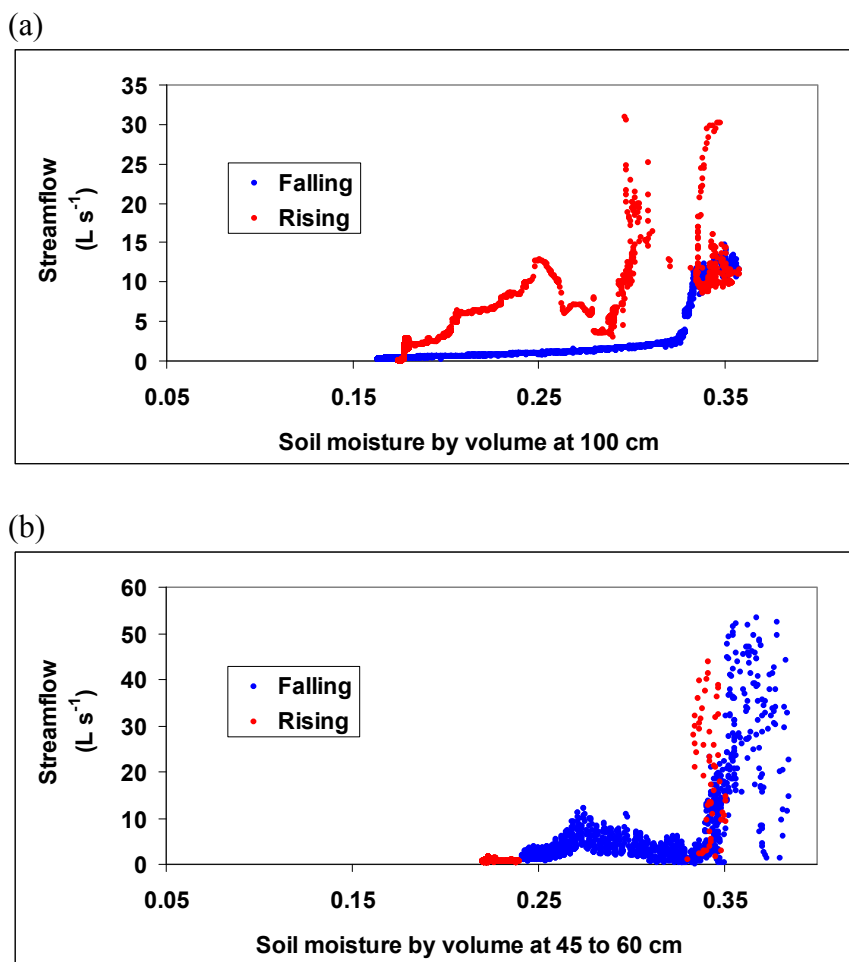 (a)
35
30
25
20
15
10
5
0
Streamflow
(L s⁻¹)
Falling
Rising
0.05 0.15 0.25 0.35
Soil moisture by volume at 100 cm
(b)
60
50
40
30
20
10
0
Streamflow
(L s⁻¹)
Falling
Rising
0.05 0.15 0.25 0.35
Soil moisture by volume at 45 to 60 cm